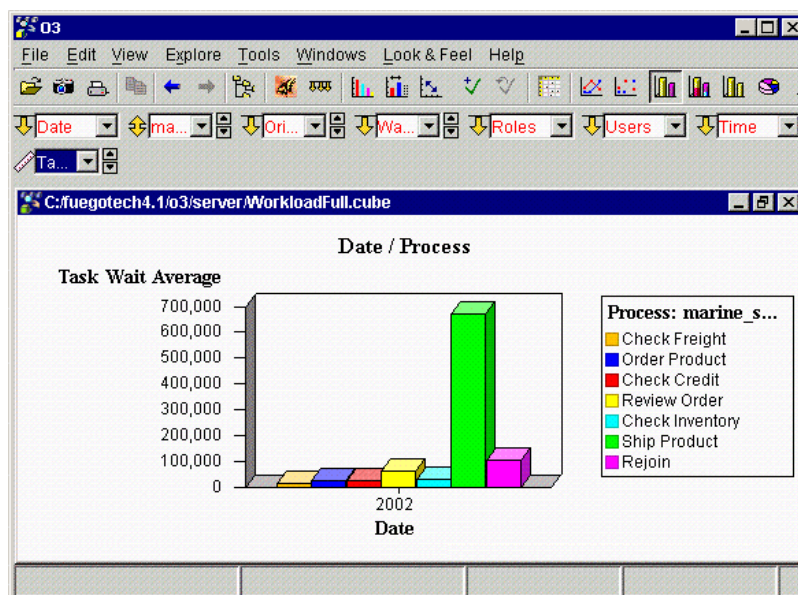 O3
File Edit View Explore Tools Windows Look & Feel Help
Date ma... Ori... Wa... Roles Users Time
Ta...
C:/fuegotech4.1/o3/server/WorkloadFull.cube
Date / Process
Task Wait Average
700,000
600,000
500,000
400,000
300,000
200,000
100,000
0
2002
Date
Process: marine_s...
Check Freight
Order Product
Check Credit
Review Order
Check Inventory
Ship Product
Rejoin